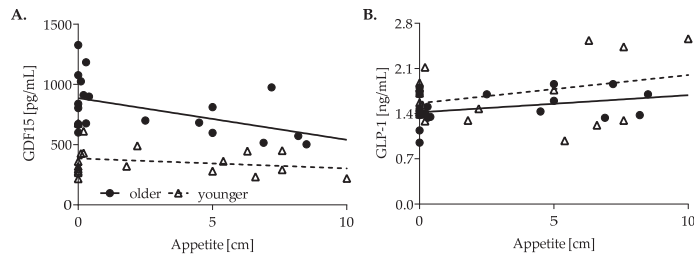 A.
1500
1000
500
0
GDF15 [pg/mL]
older
younger
0
5
10
Appetite [cm]
B.
2.8
2.1
1.4
0.7
0.0
GLP-1 [ng/mL]
0
5
10
Appetite [cm]